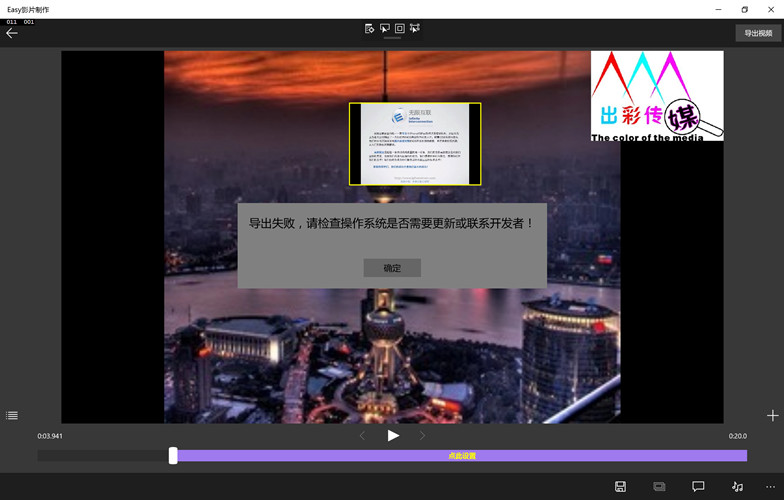 Easy影片制作
011 001
导出视频
无限互联
Infinite
Interconnection
出彩传媒
The color of the media
导出失败，请检查操作系统是否需要更新或联系开发者！
确定
0:03.941
0:20.0
点此设置